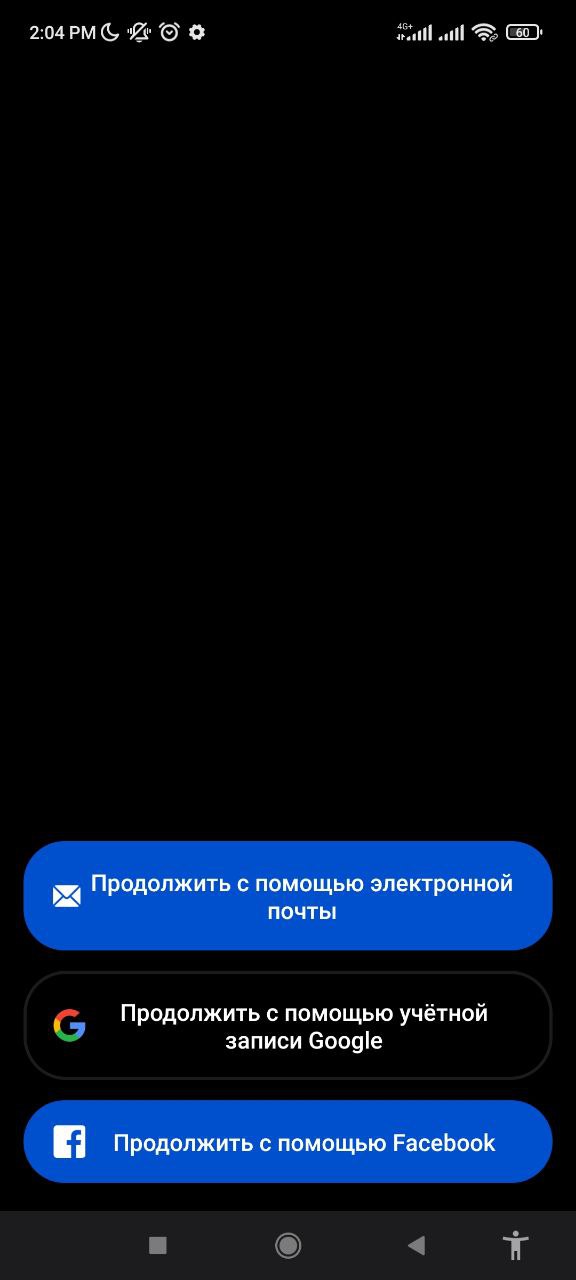 2:04 PM
4G+
60
Продолжить с помощью электронной
почты
Продолжить с помощью учётной
записи Google
Продолжить с помощью Facebook